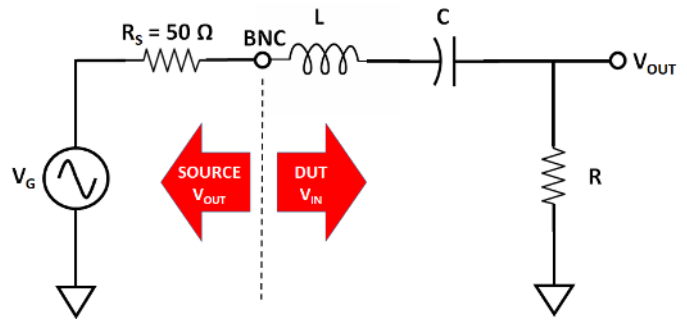 R_S = 50 Ω
BNC
L
C
V_OUT
V_G
SOURCE
V_OUT
DUT
V_IN
R